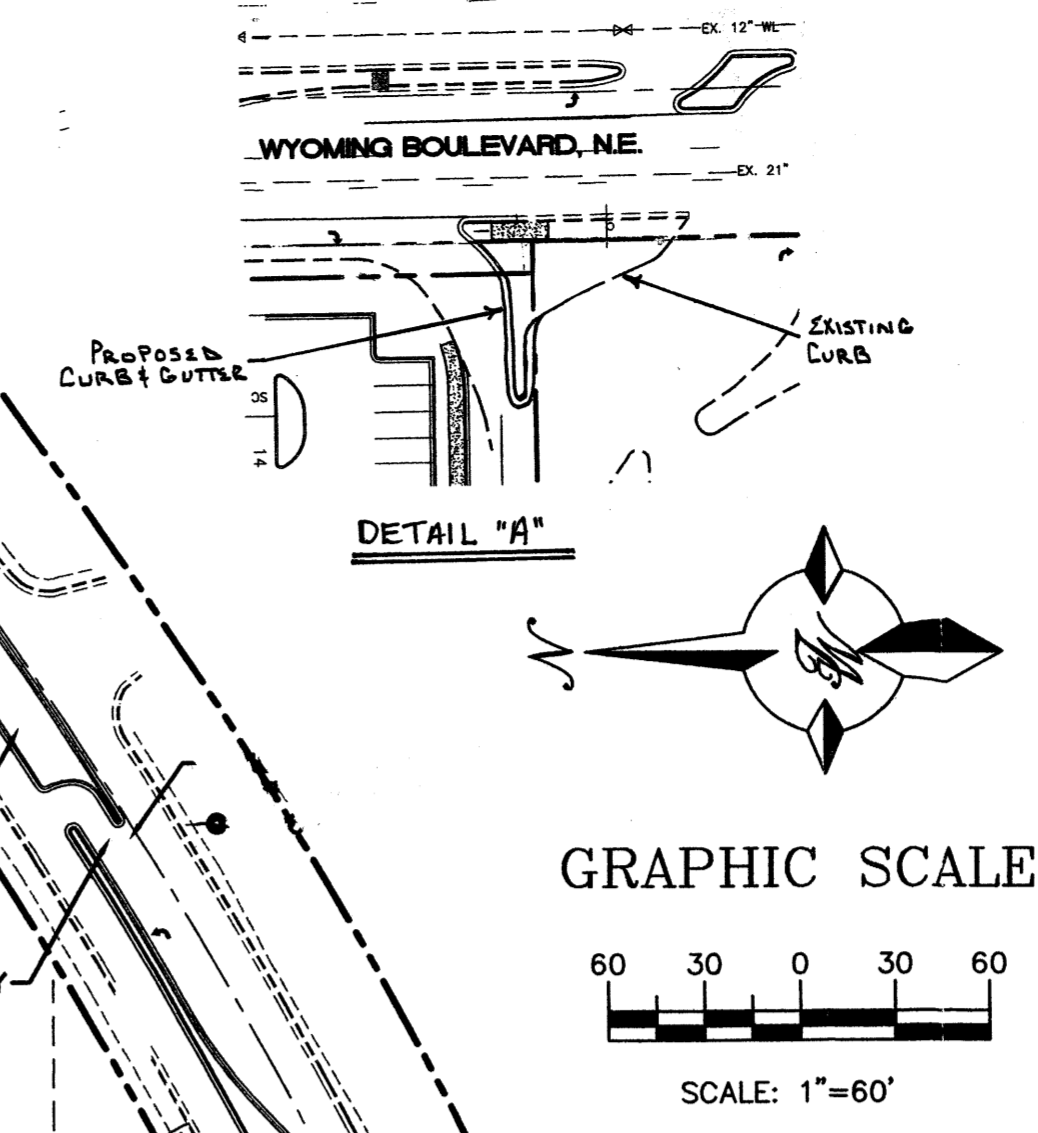 EX. 12" WL
WYOMING BOULEVARD, N.E.
EX. 21"
PROPOSED
CURB & GUTTER
EXISTING
CURB
SC
14
DETAIL "A"
N
GRAPHIC SCALE
60 30 0 30 60
SCALE: 1"=60'